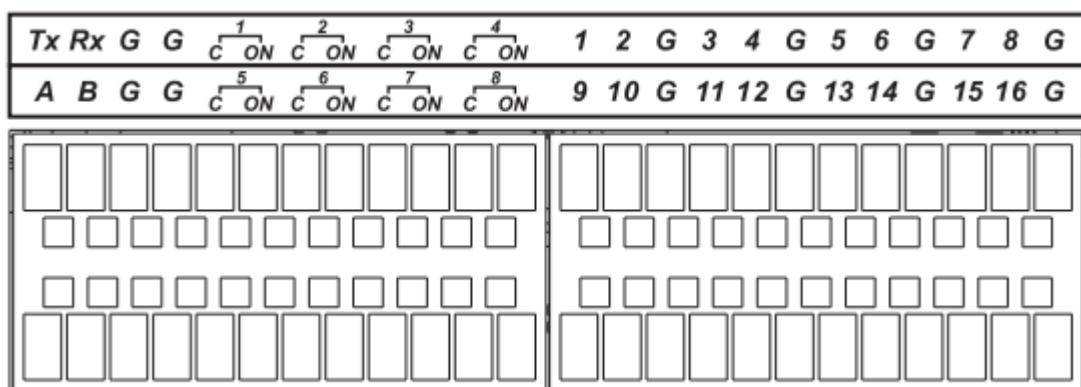 Tx Rx G G 1 C ON 2 C ON 3 C ON 4 C ON 1 2 G 3 4 G 5 6 G 7 8 G
A B G G 5 C ON 6 C ON 7 C ON 8 C ON 9 10 G 11 12 G 13 14 G 15 16 G